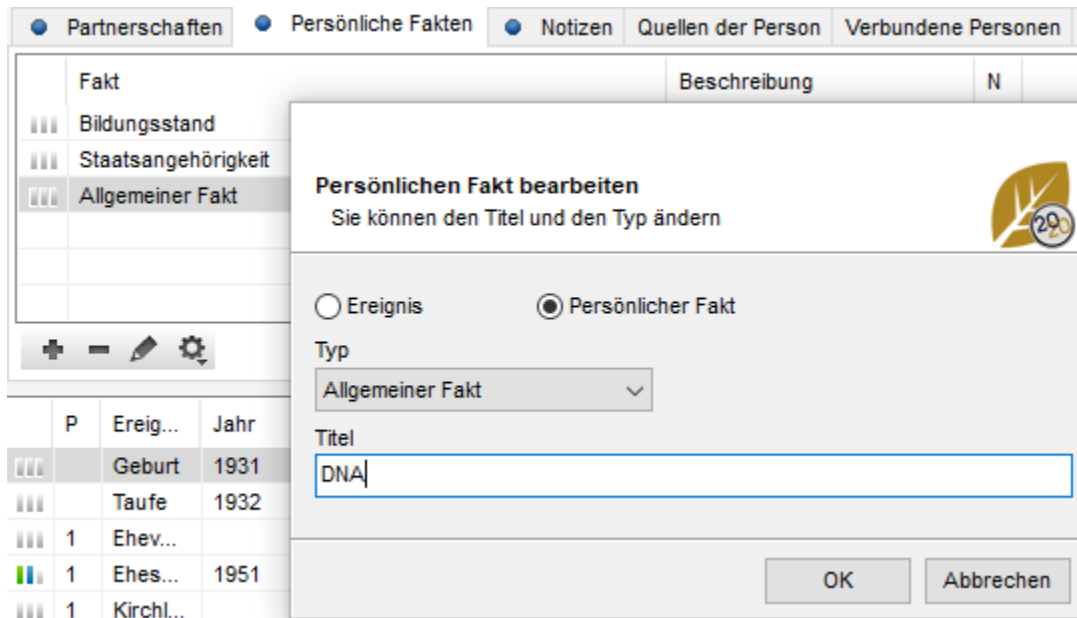 Partnerschaften Persönliche Fakten Notizen Quellen der Person Verbundene Personen
Fakt Beschreibung N
Bildungsstand
Staatsangehörigkeit
Allgemeiner Fakt
Persönlichen Fakt bearbeiten
Sie können den Titel und den Typ ändern
2020
Ereignis Persönlicher Fakt
Typ
Allgemeiner Fakt
Titel
DNA
OK Abbrechen
P Ereig... Jahr
Geburt 1931
Taufe 1932
1 Ehev...
1 Ehes... 1951
1 Kirchl...